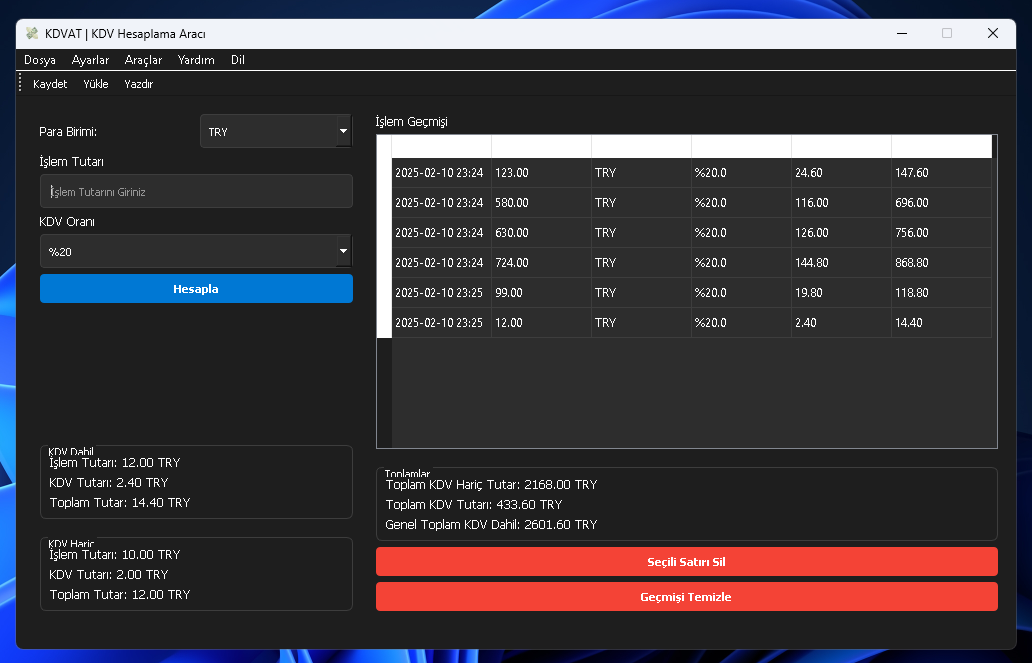 KDVAT | KDV Hesaplama Aracı
Dosya Ayarlar Araçlar Yardım Dil
Kaydet Yükle Yazdır
Para Birimi: TRY
İşlem Tutarı
İşlem Tutarını Giriniz
KDV Oranı
%20
Hesapla
KDV Dahil
İşlem Tutarı: 12.00 TRY
KDV Tutarı: 2.40 TRY
Toplam Tutar: 14.40 TRY
KDV Hariç
İşlem Tutarı: 10.00 TRY
KDV Tutarı: 2.00 TRY
Toplam Tutar: 12.00 TRY
İşlem Geçmişi
2025-02-10 23:24 123.00 TRY %20.0 24.60 147.60
2025-02-10 23:24 580.00 TRY %20.0 116.00 696.00
2025-02-10 23:24 630.00 TRY %20.0 126.00 756.00
2025-02-10 23:24 724.00 TRY %20.0 144.80 868.80
2025-02-10 23:25 99.00 TRY %20.0 19.80 118.80
2025-02-10 23:25 12.00 TRY %20.0 2.40 14.40
Toplamlar
Toplam KDV Hariç Tutar: 2168.00 TRY
Toplam KDV Tutarı: 433.60 TRY
Genel Toplam KDV Dahil: 2601.60 TRY
Seçili Satırı Sil
Geçmişi Temizle